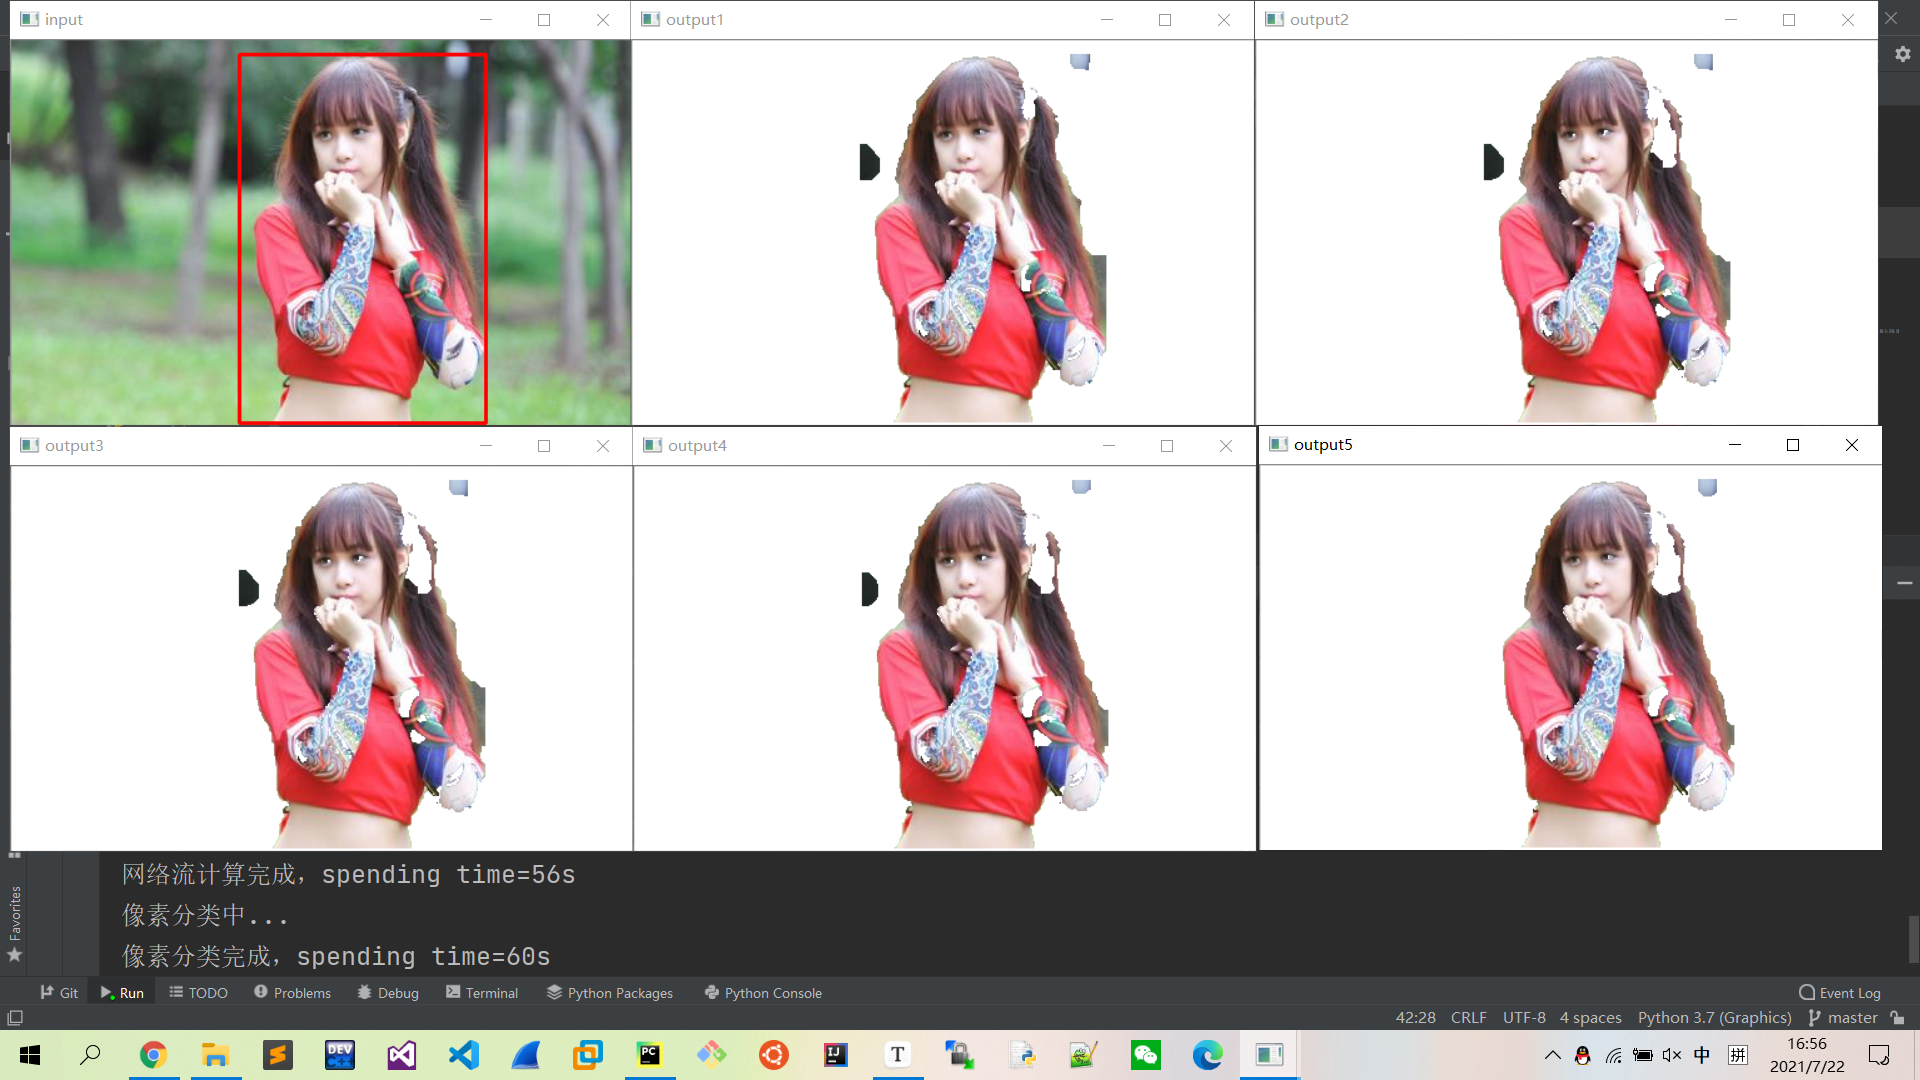 input
output1
output2
output3
output4
output5
网络流计算完成，spending time=56s
像素分类中...
像素分类完成，spending time=60s
Favorites
Git
Run
TODO
Problems
Debug
Terminal
Python Packages
Python Console
Event Log
42:28
CRLF
UTF-8
4 spaces
Python 3.7 (Graphics)
master
DEV
C++
PC
IJ
T
中
拼
16:56
2021/7/22